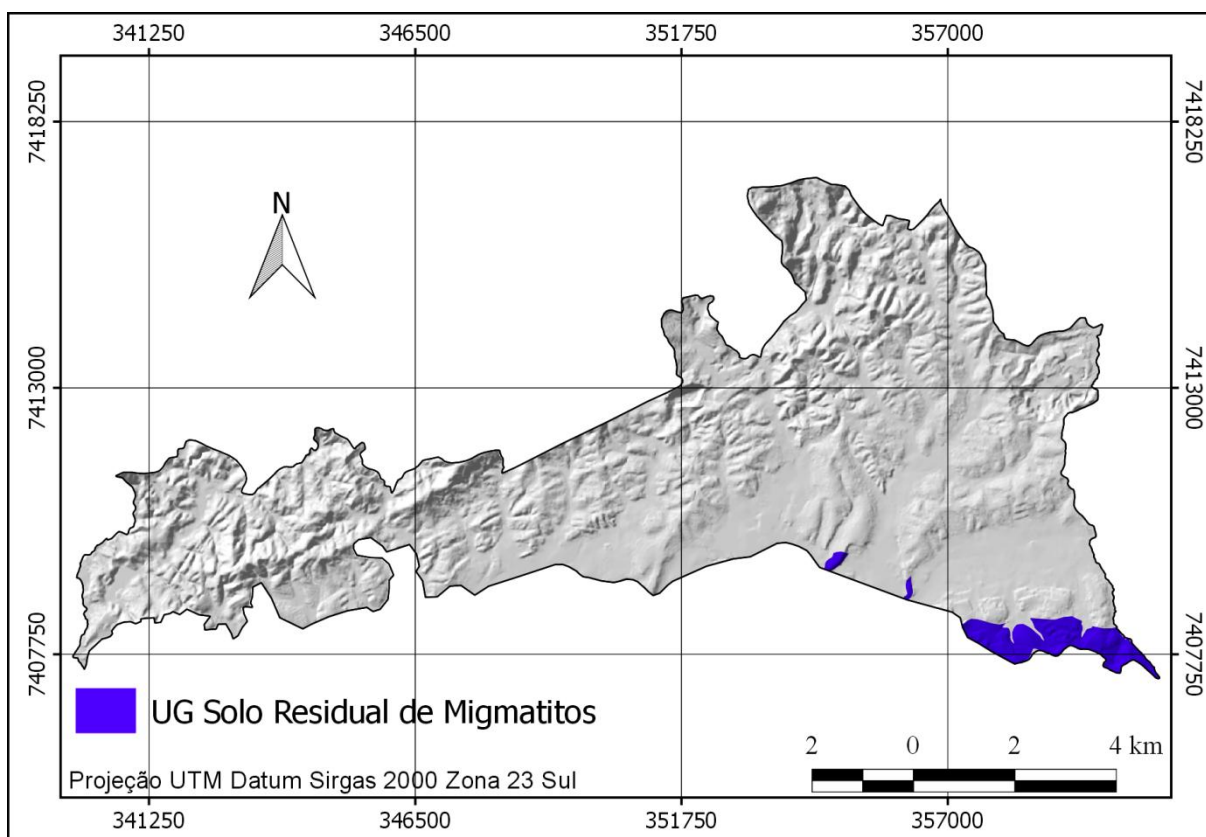 341250 346500 351750 357000
7418250 7418250
N
7413000 7413000
7407750 7407750
UG Solo Residual de Migmatitos
2 0 2 4 km
Projeção UTM Datum Sirgas 2000 Zona 23 Sul
341250 346500 351750 357000